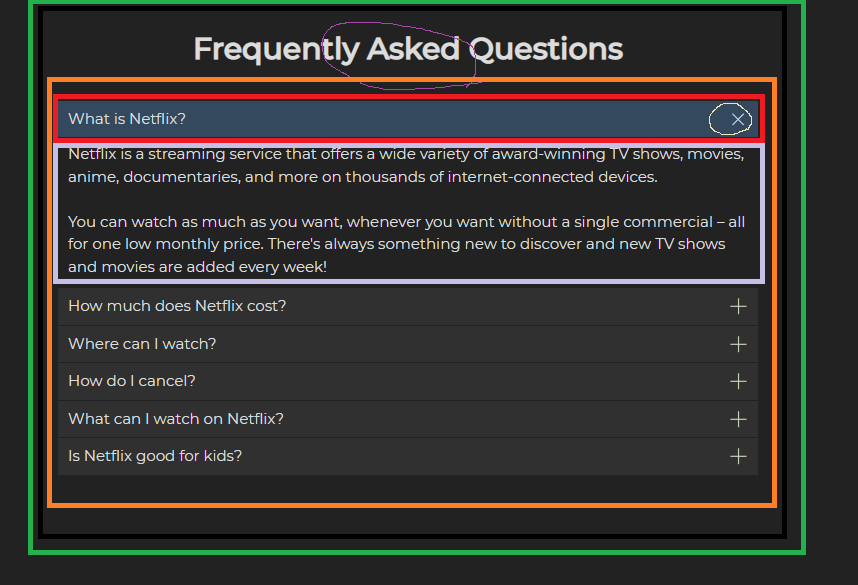 Frequently Asked Questions
What is Netflix?
Netflix is a streaming service that offers a wide variety of award-winning TV shows, movies,
anime, documentaries, and more on thousands of internet-connected devices.
You can watch as much as you want, whenever you want without a single commercial – all
for one low monthly price. There's always something new to discover and new TV shows
and movies are added every week!
How much does Netflix cost?
Where can I watch?
How do I cancel?
What can I watch on Netflix?
Is Netflix good for kids?